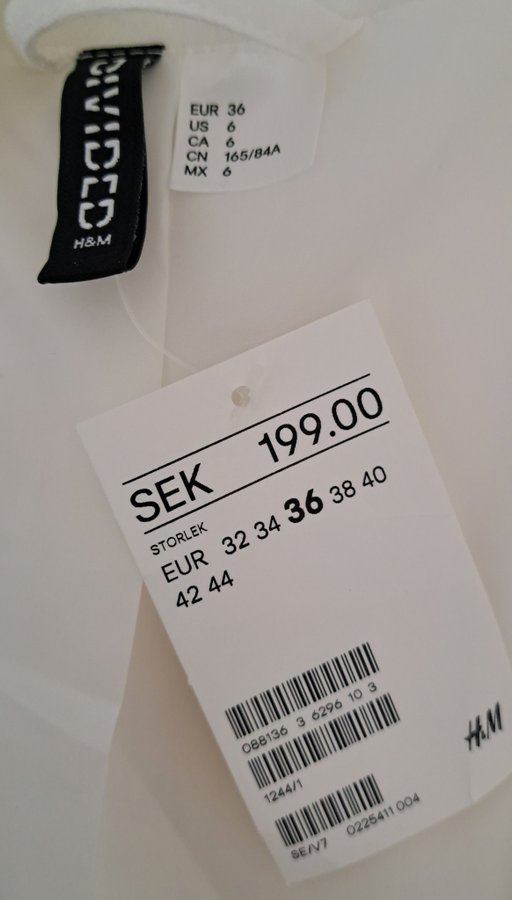 DIVIDED
H&M
EUR 36
US 6
CA 6
CN 165/84A
MX 6
SEK 199.00
STORLEK
EUR 32 34 36 38 40
42 44
088136 3 6296 10 3
1244/1
SE/V7 0225411 004
H&M